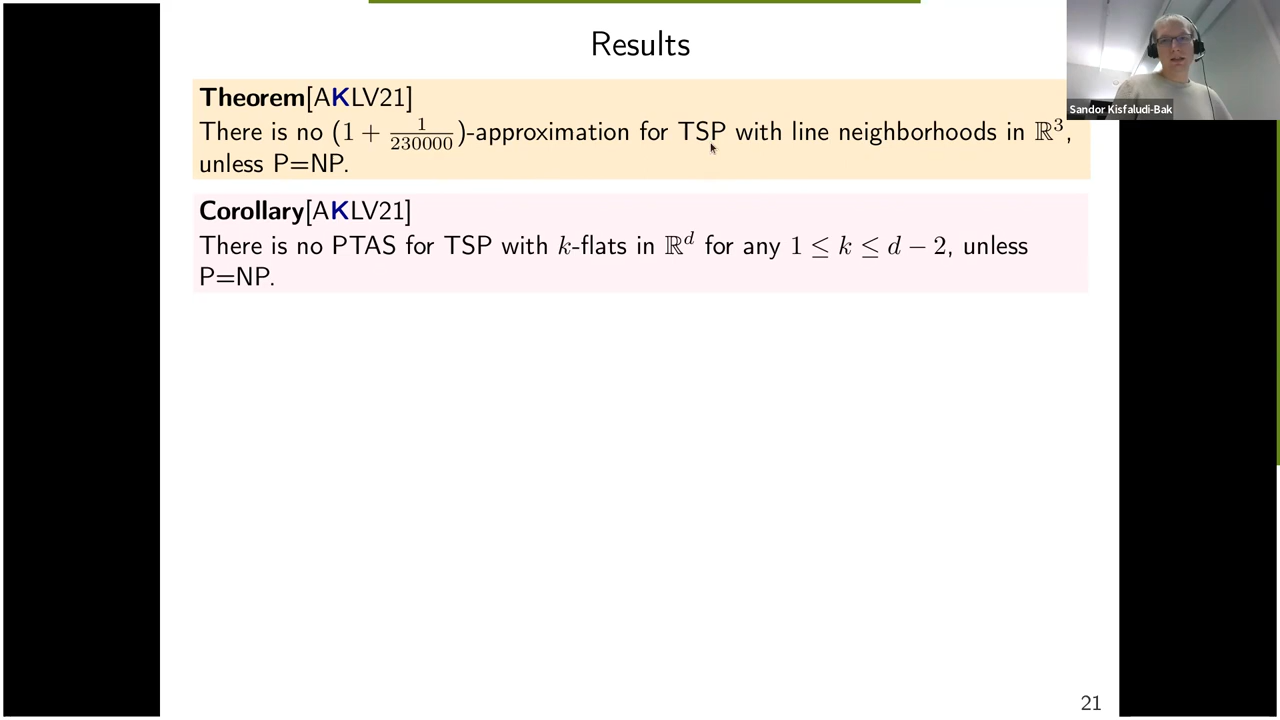 Results
Theorem[AKLV21]
There is no (1 + 1/230000)-approximation for TSP with line neighborhoods in ℝ³,
unless P=NP.
Corollary[AKLV21]
There is no PTAS for TSP with k-flats in ℝᵈ for any 1 ≤ k ≤ d − 2, unless
P=NP.
Sandor Kisfaludi-Bak
21